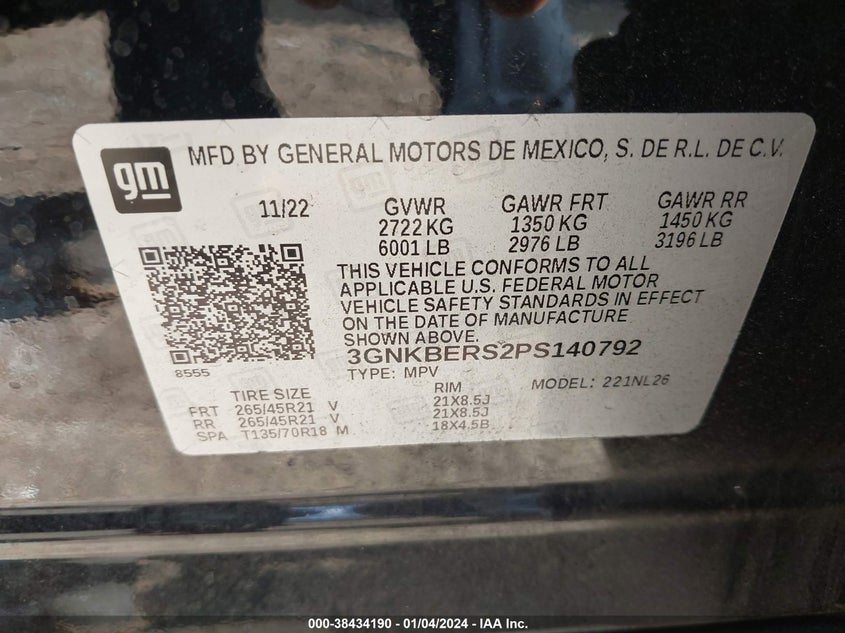 gm
MFD BY GENERAL MOTORS DE MEXICO, S. DE R.L. DE C.V.
11/22 GVWR GAWR FRT GAWR RR
2722 KG 1350 KG 1450 KG
6001 LB 2976 LB 3196 LB
THIS VEHICLE CONFORMS TO ALL
APPLICABLE U.S. FEDERAL MOTOR
VEHICLE SAFETY STANDARDS IN EFFECT
ON THE DATE OF MANUFACTURE
SHOWN ABOVE.
3GNKBERS2PS140792
8555
TYPE: MPV MODEL: 221NL26
TIRE SIZE RIM
FRT 265/45R21 V 21X8.5J
RR 265/45R21 V 21X8.5J
SPA T135/70R18 M 18X4.5B
000-38434190 - 01/04/2024 - IAA Inc.